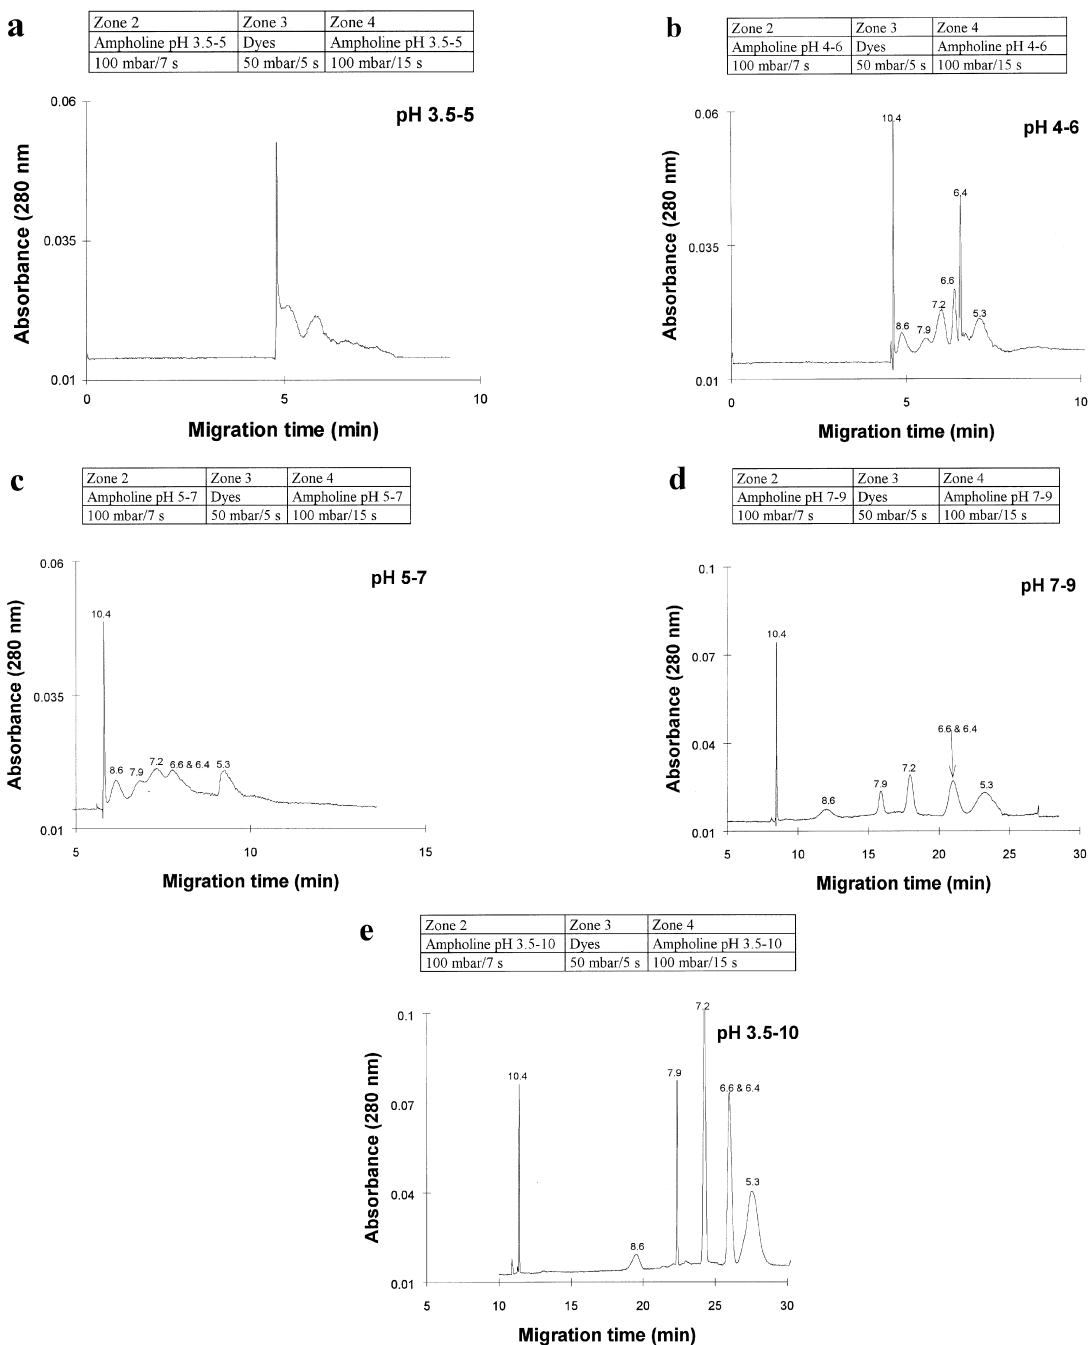 a
Zone 2 Zone 3 Zone 4
Ampholine pH 3.5-5 Dyes Ampholine pH 3.5-5
100 mbar/7 s 50 mbar/5 s 100 mbar/15 s
pH 3.5-5
Absorbance (280 nm
0.06
0.035
0.01
0 5 10
Migration time (min)
b
Zone 2 Zone 3 Zone 4
Ampholine pH 4-6 Dyes Ampholine pH 4-6
100 mbar/7 s 50 mbar/5 s 100 mbar/15 s
pH 4-6
Absorbance (280 nm)
0.06
0.035
0.01
10.4
8.6
7.9
7.2
6.6
6.4
5.3
0 5 10
Migration time (min)
c
Zone 2 Zone 3 Zone 4
Ampholine pH 5-7 Dyes Ampholine pH 5-7
100 mbar/7 s 50 mbar/5 s 100 mbar/15 s
pH 5-7
Absorbance (280 nm)
0.06
0.035
0.01
10.4
8.6
7.9
7.2
6.6 & 6.4
5.3
5 10 15
Migration time (min)
d
Zone 2 Zone 3 Zone 4
Ampholine pH 7-9 Dyes Ampholine pH 7-9
100 mbar/7 s 50 mbar/5 s 100 mbar/15 s
pH 7-9
Absorbance (280 nm)
0.1
0.07
0.04
0.01
10.4
8.6
7.9
7.2
6.6 & 6.4
5.3
5 10 15 20 25 30
Migration time (min)
e
Zone 2 Zone 3 Zone 4
Ampholine pH 3.5-10 Dyes Ampholine pH 3.5-10
100 mbar/7 s 50 mbar/5 s 100 mbar/15 s
pH 3.5-10
Absorbance (280 nm)
0.1
0.07
0.04
0.01
10.4
8.6
7.9
7.2
6.6 & 6.4
5.3
5 10 15 20 25 30
Migration time (min)